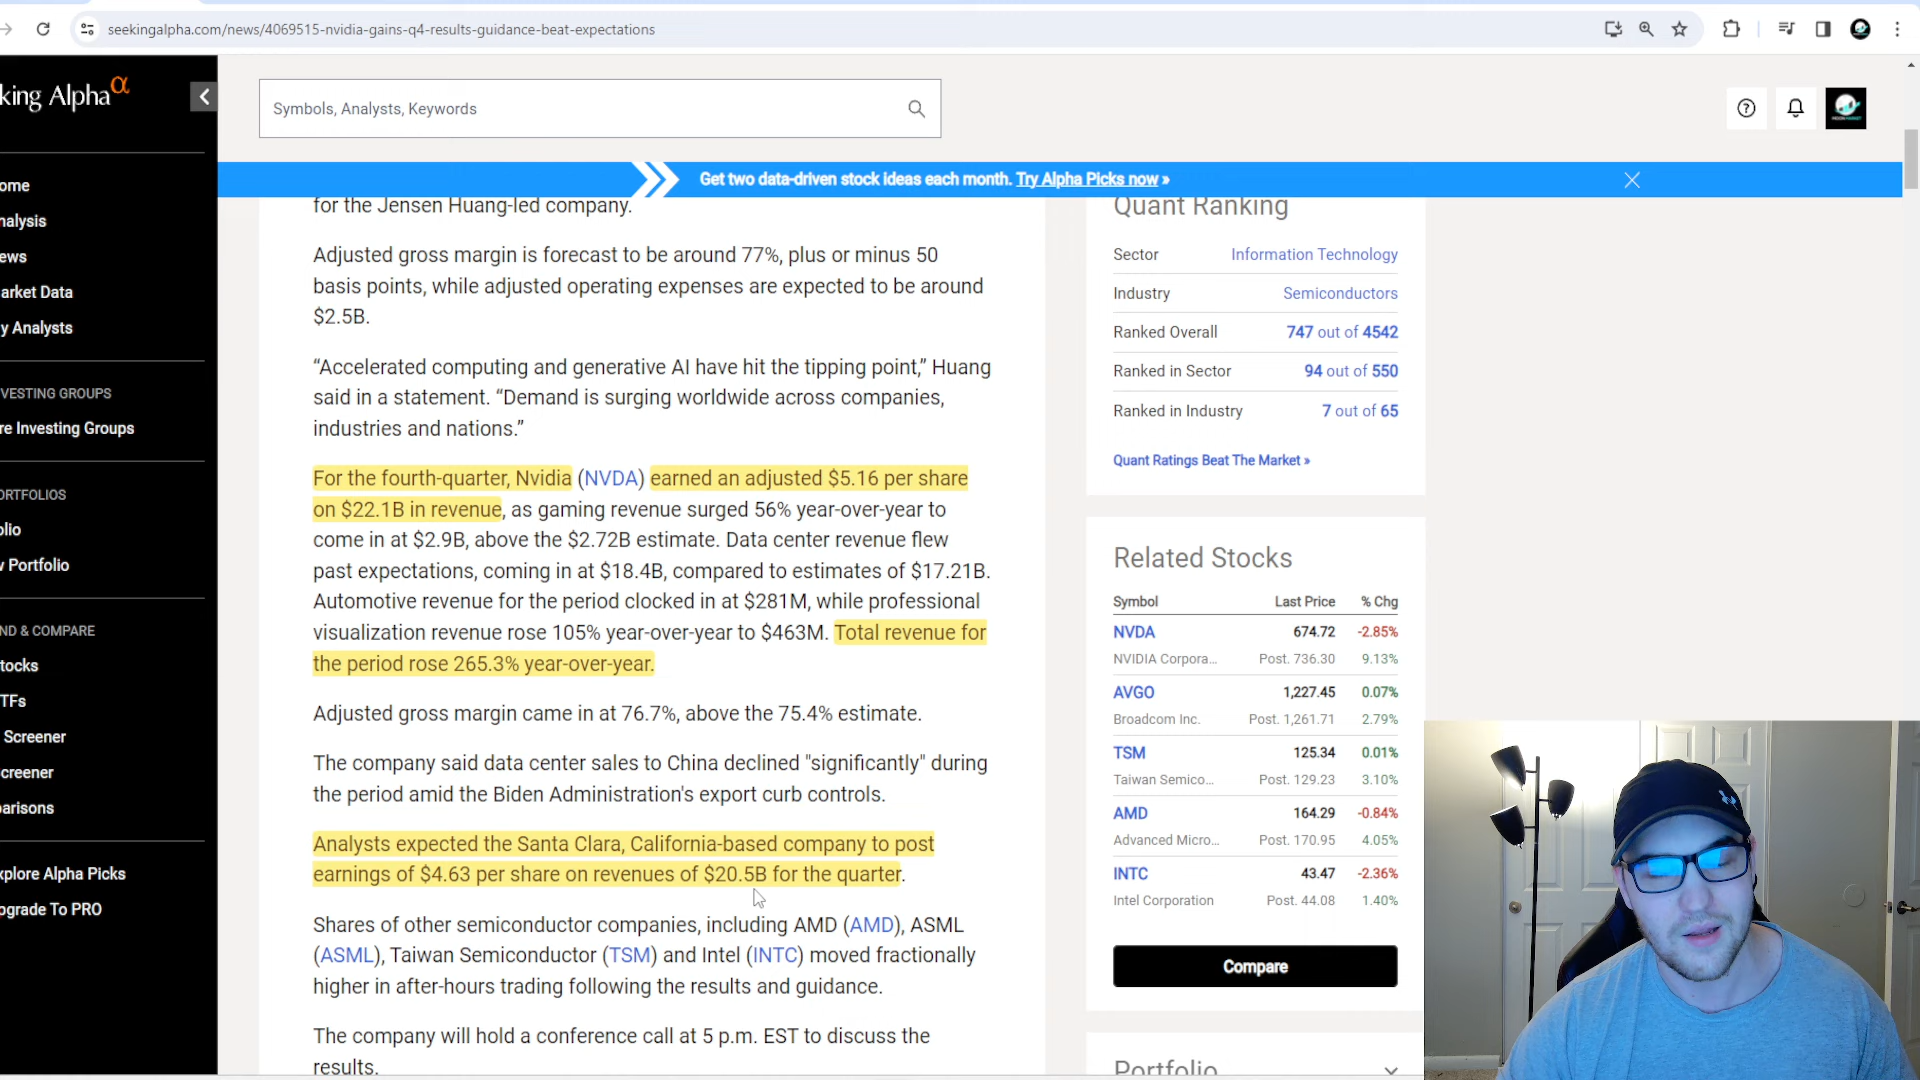 seekingalpha.com/news/4069515-nvidia-gains-q4-results-guidance-beat-expectations
king Alpha α
Symbols, Analysts, Keywords
Get two data-driven stock ideas each month. Try Alpha Picks now »
ome
nalysis
ews
arket Data
y Analysts
VESTING GROUPS
re Investing Groups
ORTFOLIOS
olio
v Portfolio
ND & COMPARE
tocks
TFs
Screener
creener
parisons
xplore Alpha Picks
pgrade To PRO
for the Jensen Huang-led company.
Adjusted gross margin is forecast to be around 77%, plus or minus 50
basis points, while adjusted operating expenses are expected to be around
$2.5B.
“Accelerated computing and generative AI have hit the tipping point,” Huang
said in a statement. “Demand is surging worldwide across companies,
industries and nations.”
For the fourth-quarter, Nvidia (NVDA) earned an adjusted $5.16 per share
on $22.1B in revenue, as gaming revenue surged 56% year-over-year to
come in at $2.9B, above the $2.72B estimate. Data center revenue flew
past expectations, coming in at $18.4B, compared to estimates of $17.21B.
Automotive revenue for the period clocked in at $281M, while professional
visualization revenue rose 105% year-over-year to $463M. Total revenue for
the period rose 265.3% year-over-year.
Adjusted gross margin came in at 76.7%, above the 75.4% estimate.
The company said data center sales to China declined "significantly" during
the period amid the Biden Administration's export curb controls.
Analysts expected the Santa Clara, California-based company to post
earnings of $4.63 per share on revenues of $20.5B for the quarter.
Shares of other semiconductor companies, including AMD (AMD), ASML
(ASML), Taiwan Semiconductor (TSM) and Intel (INTC) moved fractionally
higher in after-hours trading following the results and guidance.
The company will hold a conference call at 5 p.m. EST to discuss the
results.
Quant Ranking
Sector Information Technology
Industry Semiconductors
Ranked Overall 747 out of 4542
Ranked in Sector 94 out of 550
Ranked in Industry 7 out of 65
Quant Ratings Beat The Market »
Related Stocks
Symbol Last Price % Chg
NVDA 674.72 -2.85%
NVIDIA Corpora... Post. 736.30 9.13%
AVGO 1,227.45 0.07%
Broadcom Inc. Post. 1,261.71 2.79%
TSM 125.34 0.01%
Taiwan Semico... Post. 129.23 3.10%
AMD 164.29 -0.84%
Advanced Micro... Post. 170.95 4.05%
INTC 43.47 -2.36%
Intel Corporation Post. 44.08 1.40%
Compare
Portfolio